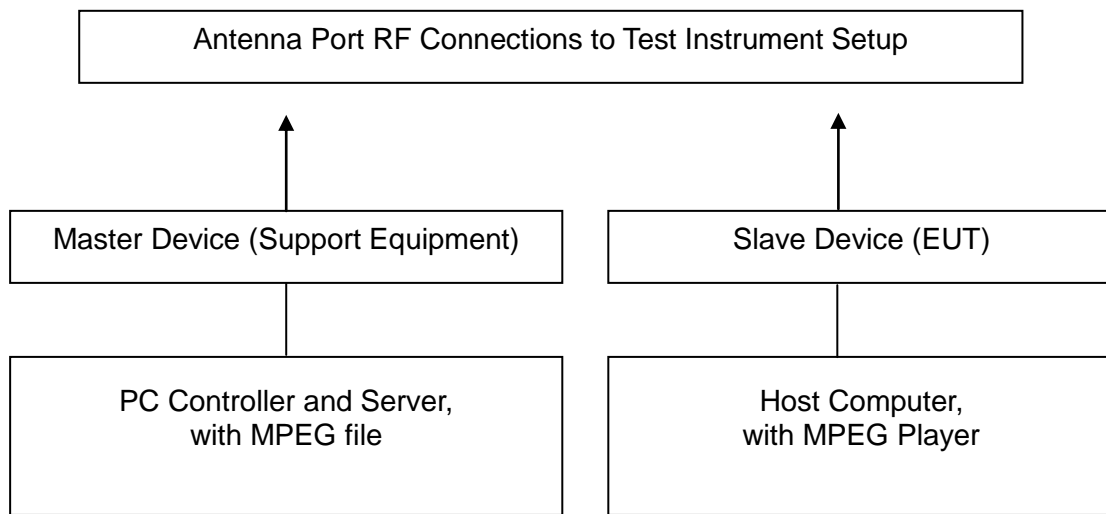 Antenna Port RF Connections to Test Instrument Setup
Master Device (Support Equipment)
Slave Device (EUT)
PC Controller and Server,
with MPEG file
Host Computer,
with MPEG Player